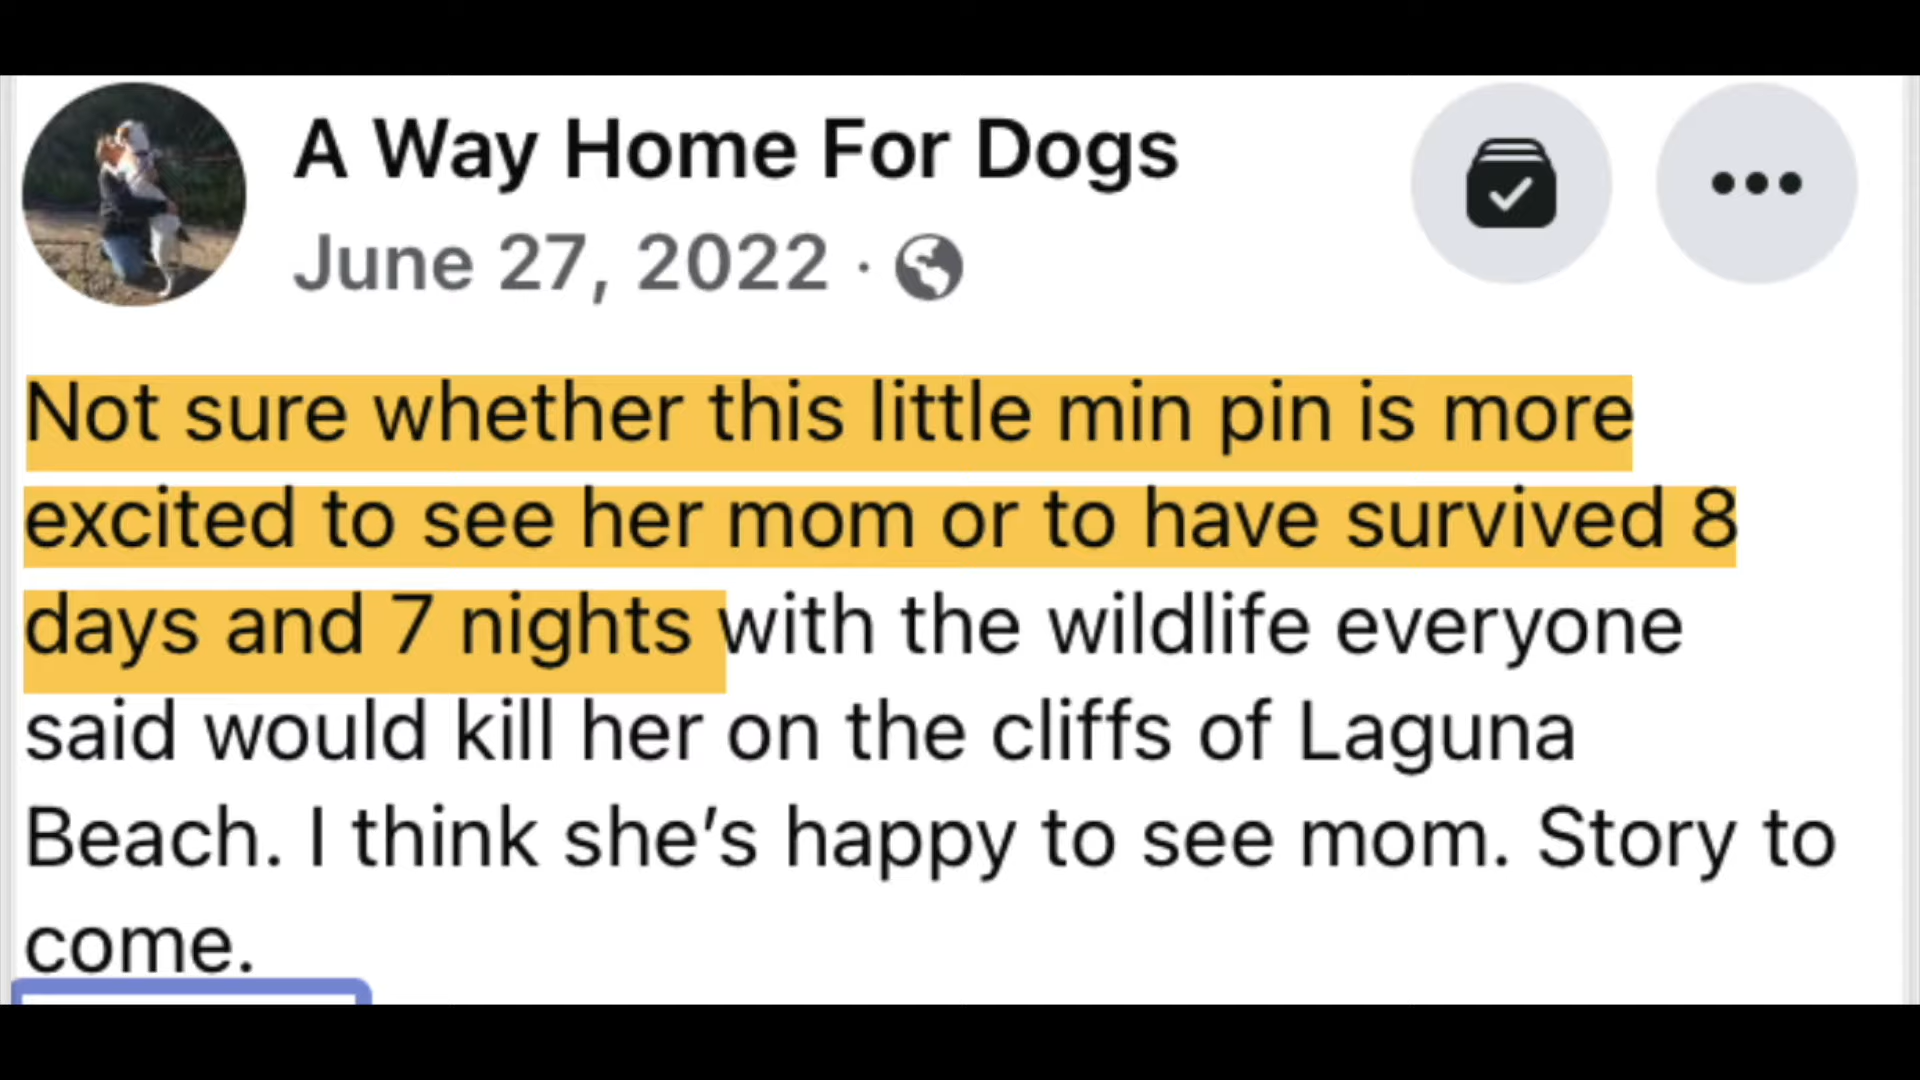 A Way Home For Dogs
June 27, 2022 ·
Not sure whether this little min pin is more
excited to see her mom or to have survived 8
days and 7 nights with the wildlife everyone
said would kill her on the cliffs of Laguna
Beach. I think she’s happy to see mom. Story to
come.